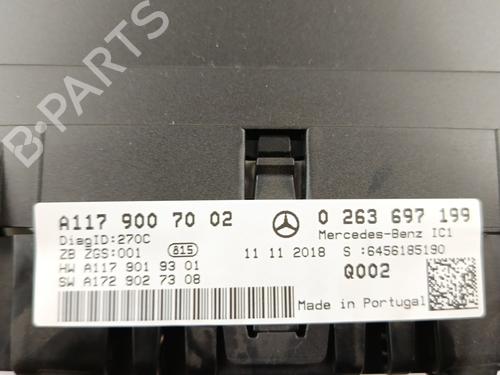 B-PARTS
A117 900 70 02
0 263 697 199
DiagID:270C
Mercedes-Benz IC1
ZB ZGS:001
815
11 11 2018
S :6456185190
HW A117 901 93 01
Q002
SW A172 902 73 08
Made in Portugal